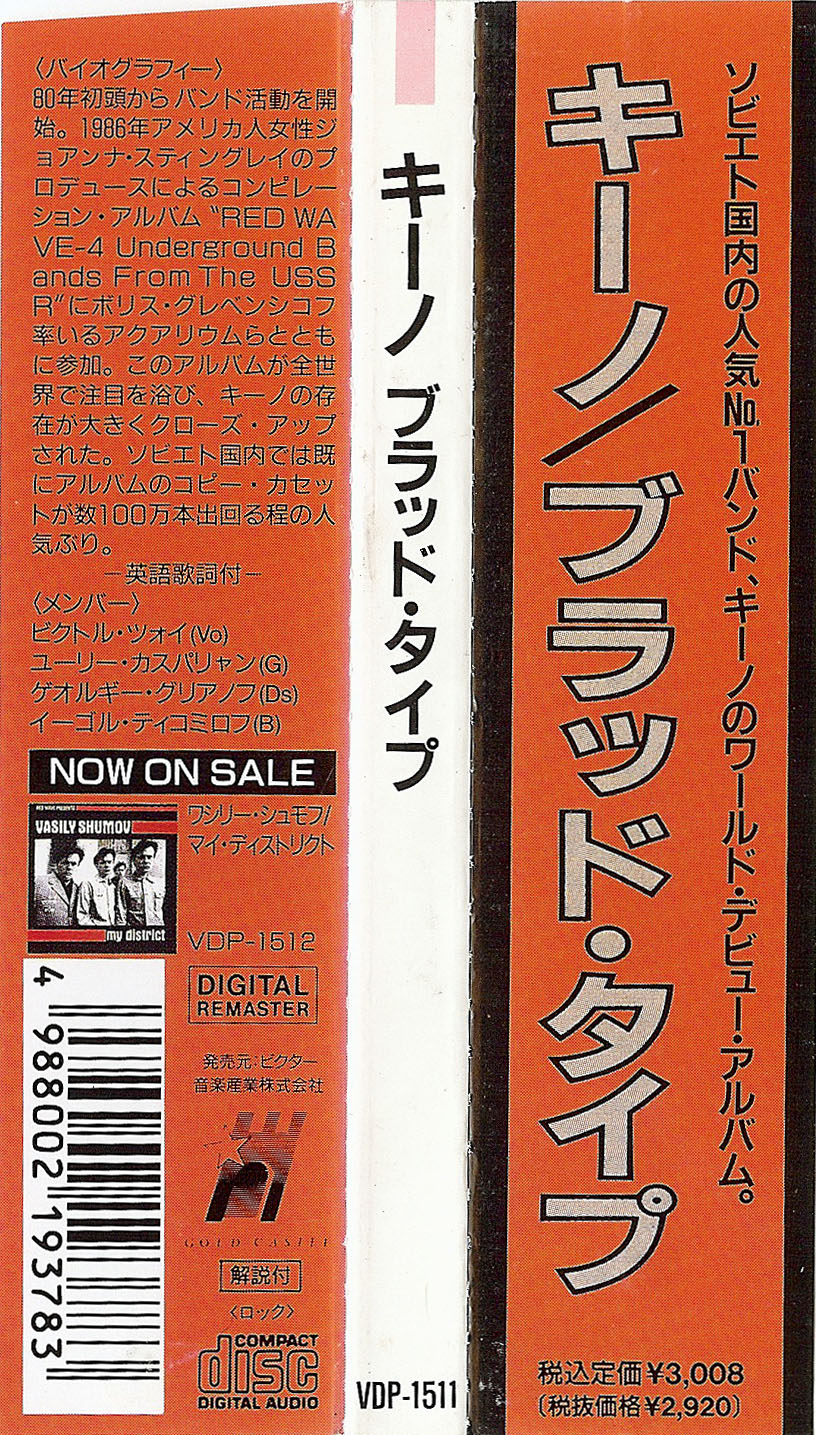 〈バイオグラフィー〉
80年初頭からバンド活動を開
始。1986年アメリカ人女性ジ
ョアンナ・スティングレイのプ
ロデュースによるコンピレー
ション・アルバム“RED WA
VE-4 Underground B
ands From The USS
R”にボリス・グレベンシコフ
率いるアクアリウムらととも
に参加。このアルバムが全世
界で注目を浴び、キーノの存
在が大きくクローズ・アップ
された。ソビエト国内では既
にアルバムのコピー・カセッ
トが数100万本出回る程の人
気ぶり。
－英語歌詞付－
〈メンバー〉
ビクトル・ツォイ(Vo)
ユーリー・カスパリャン(G)
ゲオルギー・グリアノフ(Ds)
イーゴル・ティコミロフ(B)
NOW ON SALE
RED WAVE PRESENTS
VASILY SHUMOV
my district
ワシリー・シュモフ/
マイ・ディストリクト
VDP-1512
4 988002 193783
DIGITAL
REMASTER
発売元:ビクター
音楽産業株式会社
GOLD CASTLE
解説付
〈ロック〉
COMPACT
disc
DIGITAL AUDIO
キーノ ブラッド・タイプ
VDP-1511
ソビエト国内の人気No.1バンド、キーノのワールド・デビュー・アルバム。
キーノ/ブラッド・タイプ
税込定価¥3,008
(税抜価格¥2,920)